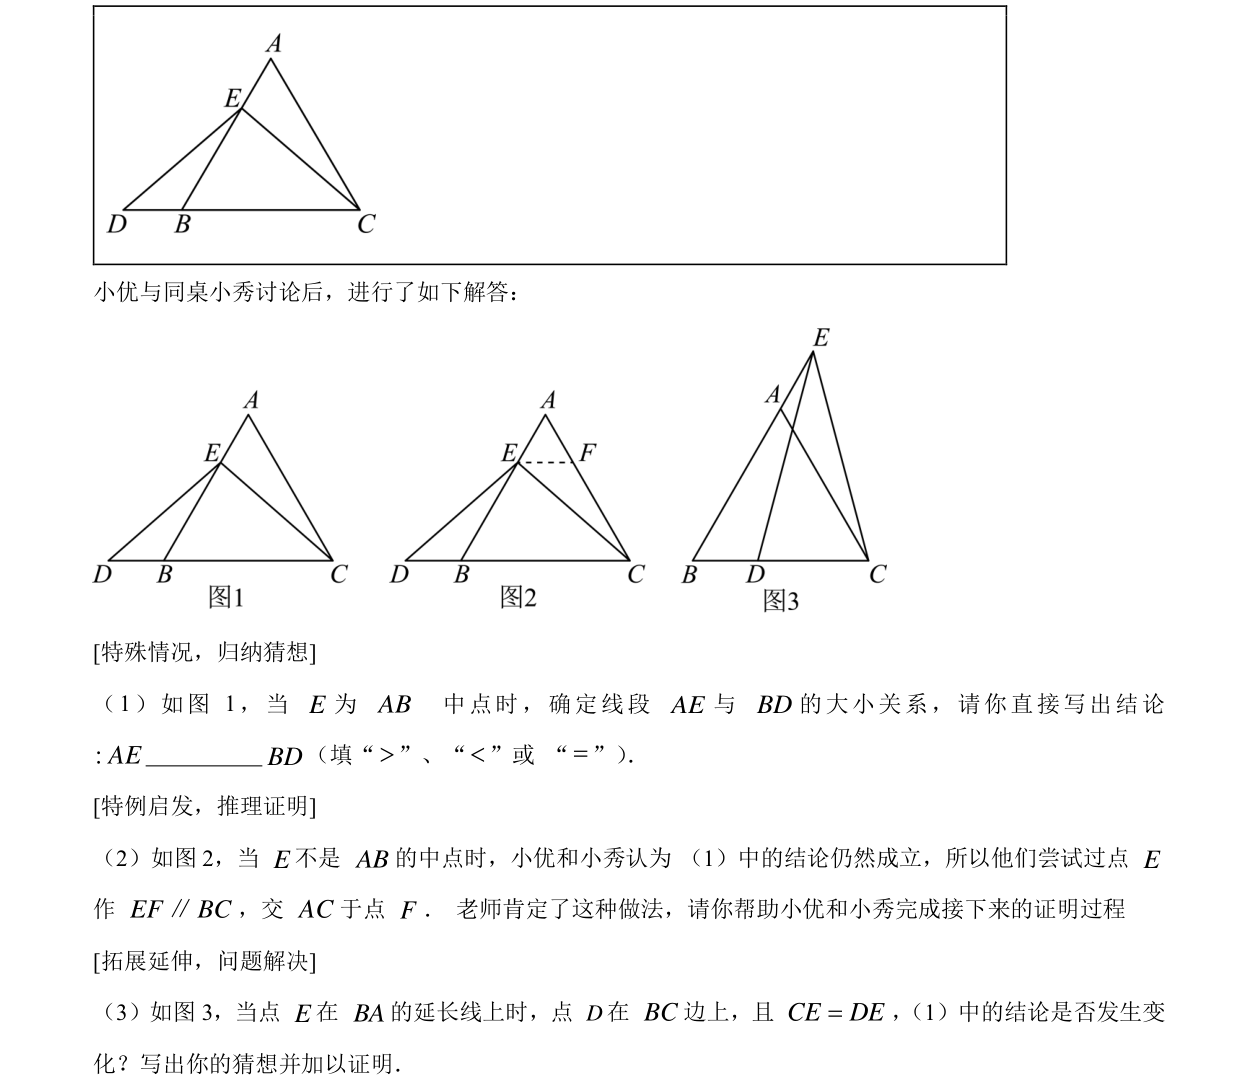 A
E
D B C
小优与同桌小秀讨论后，进行了如下解答：
A
E
D B C
图1
A
E F
D B C
图2
E
A
B D C
图3
[特殊情况，归纳猜想]
（1）如图 1，当 E 为 AB 中点时，确定线段 AE 与 BD 的大小关系，请你直接写出结论
: AE__________BD（填“＞”、“＜”或 “＝”）.
[特例启发，推理证明]
（2）如图 2，当 E 不是 AB 的中点时，小优和小秀认为 （1）中的结论仍然成立，所以他们尝试过点 E
作 EF∥BC，交 AC 于点 F． 老师肯定了这种做法，请你帮助小优和小秀完成接下来的证明过程
[拓展延伸，问题解决]
（3）如图 3，当点 E 在 BA 的延长线上时，点 D 在 BC 边上，且 CE = DE，（1）中的结论是否发生变
化？写出你的猜想并加以证明.